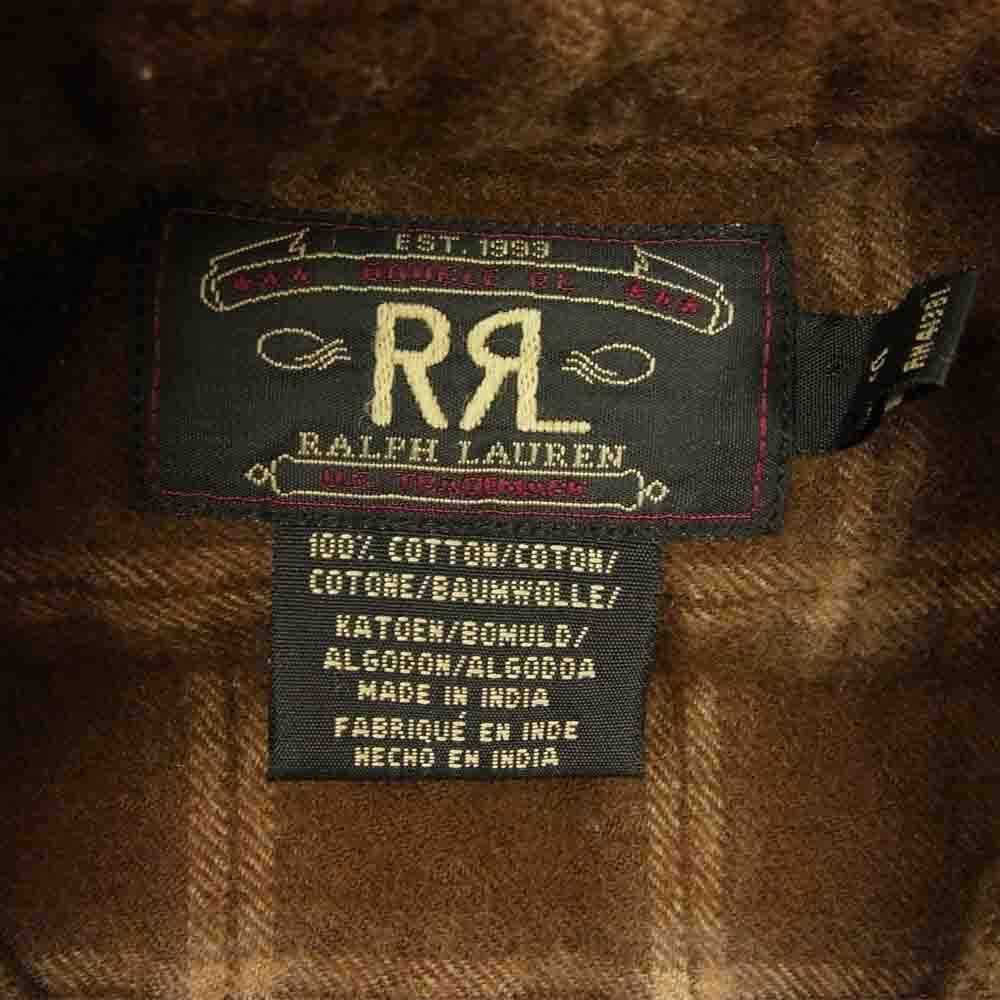 EST. 1993
DOUBLE RL
RRL
RALPH LAUREN
100% COTTON/COTON/
COTONE/BAUMWOLLE/
KATOEN/BOMULD/
ALGODON/ALGODOA
MADE IN INDIA
FABRIQUÉ EN INDE
HECHO EN INDIA